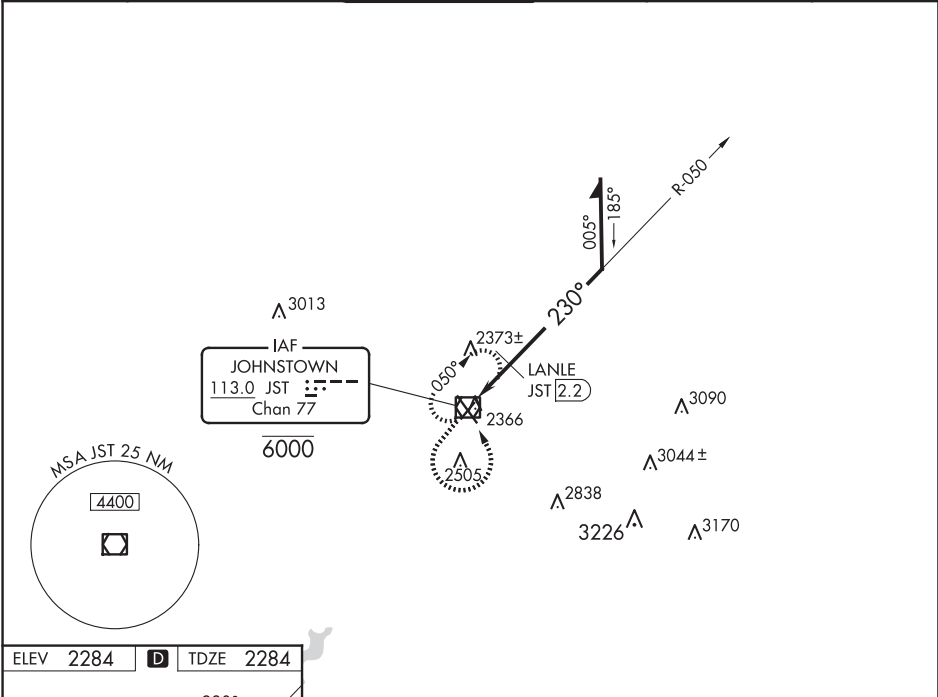 R-050
005°
185°
230°
3013
IAF
JOHNSTOWN
113.0 JST
Chan 77
6000
2373±
050°
LANLE
JST 2.2
2366
3090
3044±
2505
2838
3226
3170
MSA JST 25 NM
4400
ELEV 2284 D TDZE 2284